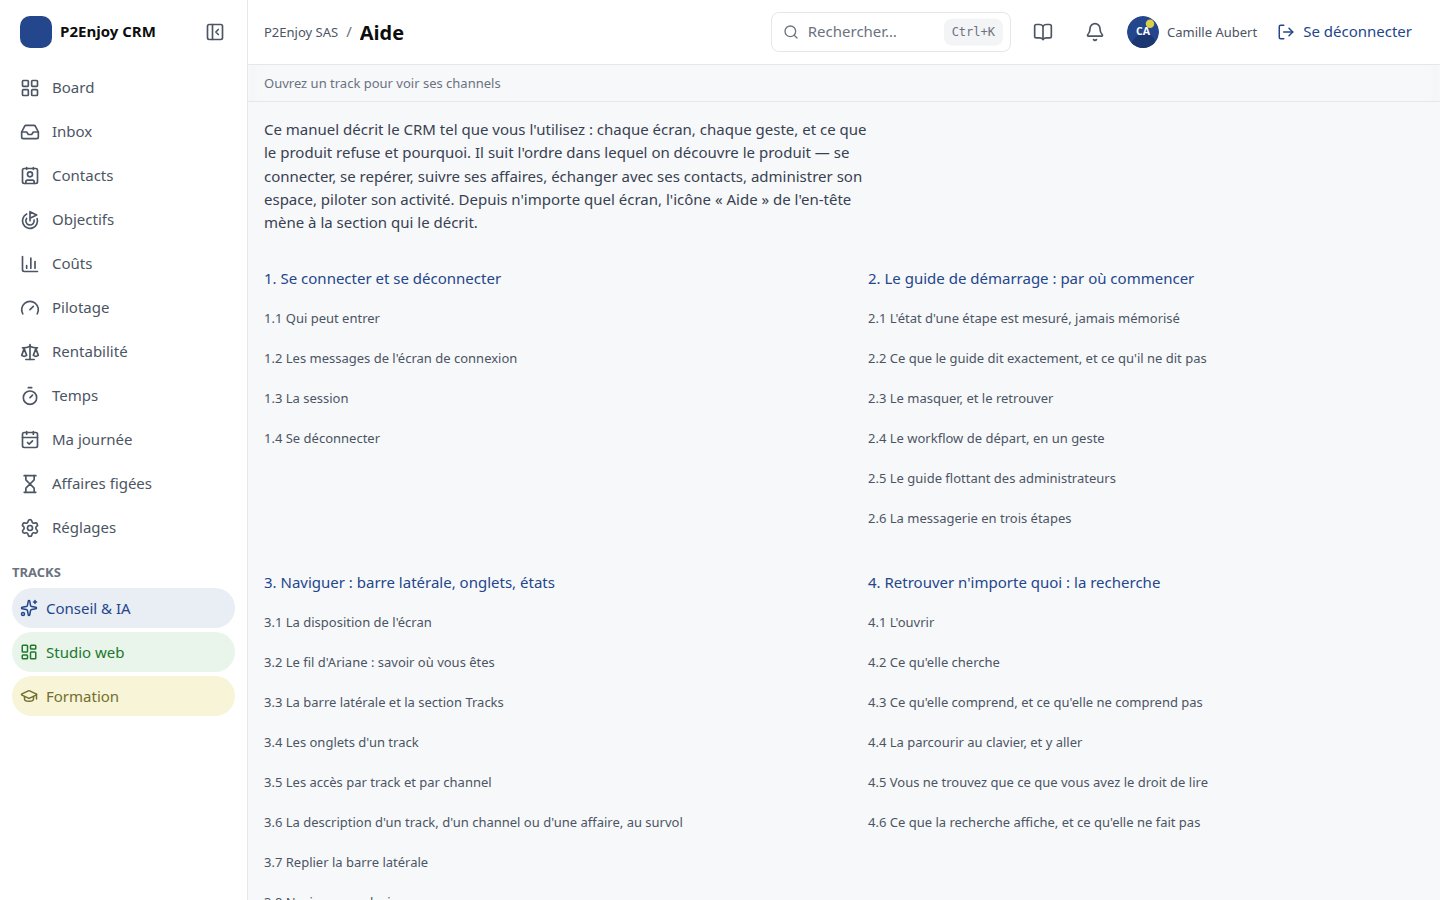 P2Enjoy CRM
P2Enjoy SAS / Aide
Rechercher... Ctrl+K
CA
Camille Aubert
Se déconnecter
Board
Inbox
Contacts
Objectifs
Coûts
Pilotage
Rentabilité
Temps
Ma journée
Affaires figées
Réglages
TRACKS
Conseil & IA
Studio web
Formation
Ouvrez un track pour voir ses channels
Ce manuel décrit le CRM tel que vous l'utilisez : chaque écran, chaque geste, et ce que
le produit refuse et pourquoi. Il suit l'ordre dans lequel on découvre le produit — se
connecter, se repérer, suivre ses affaires, échanger avec ses contacts, administrer son
espace, piloter son activité. Depuis n'importe quel écran, l'icône « Aide » de l'en-tête
mène à la section qui le décrit.
1. Se connecter et se déconnecter
1.1 Qui peut entrer
1.2 Les messages de l'écran de connexion
1.3 La session
1.4 Se déconnecter
2. Le guide de démarrage : par où commencer
2.1 L'état d'une étape est mesuré, jamais mémorisé
2.2 Ce que le guide dit exactement, et ce qu'il ne dit pas
2.3 Le masquer, et le retrouver
2.4 Le workflow de départ, en un geste
2.5 Le guide flottant des administrateurs
2.6 La messagerie en trois étapes
3. Naviguer : barre latérale, onglets, états
3.1 La disposition de l'écran
3.2 Le fil d'Ariane : savoir où vous êtes
3.3 La barre latérale et la section Tracks
3.4 Les onglets d'un track
3.5 Les accès par track et par channel
3.6 La description d'un track, d'un channel ou d'une affaire, au survol
3.7 Replier la barre latérale
4. Retrouver n'importe quoi : la recherche
4.1 L'ouvrir
4.2 Ce qu'elle cherche
4.3 Ce qu'elle comprend, et ce qu'elle ne comprend pas
4.4 La parcourir au clavier, et y aller
4.5 Vous ne trouvez que ce que vous avez le droit de lire
4.6 Ce que la recherche affiche, et ce qu'elle ne fait pas